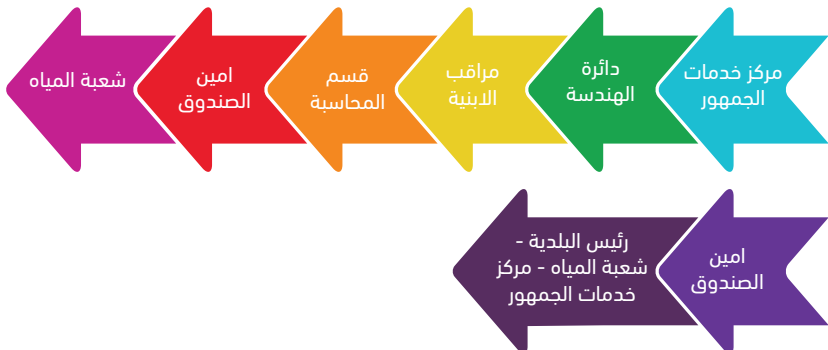 مركز خدمات
الجمهور
دائرة
الهندسة
مراقب
الابنية
قسم
المحاسبة
امين
الصندوق
شعبة المياه
امين
الصندوق
رئيس البلدية -
شعبة المياه - مركز
خدمات الجمهور